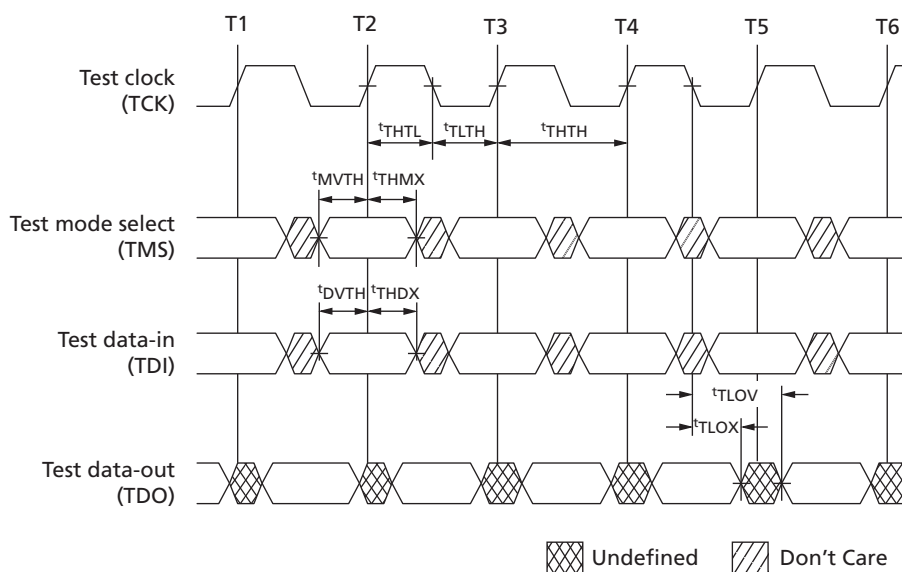 T1 T2 T3 T4 T5 T6
Test clock
(TCK)
tTHTL tTLTH tTHTH
tMVTH tTHMX
Test mode select
(TMS)
tDVTH tTHDX
Test data-in
(TDI)
tTLOV
tTLOX
Test data-out
(TDO)
Undefined Don't Care